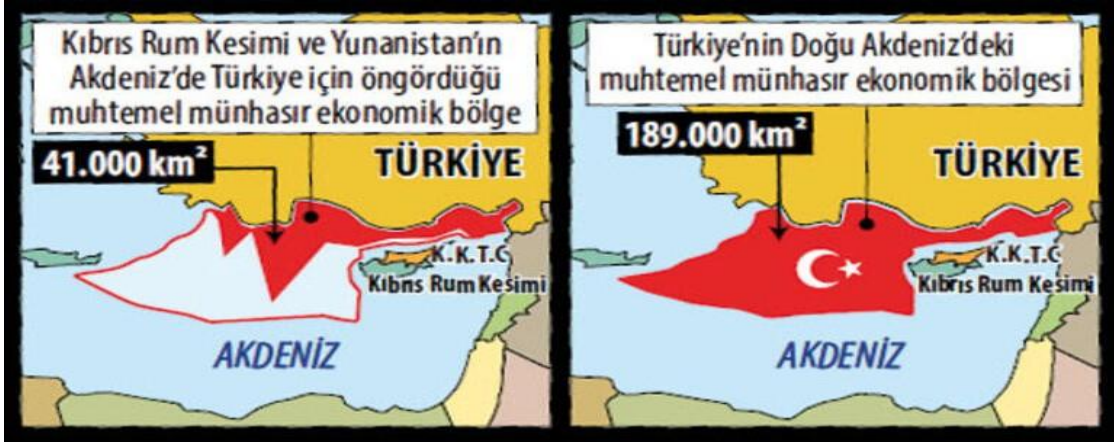 Kıbrıs Rum Kesimi ve Yunanistan'ın
Akdeniz'de Türkiye için öngördüğü
muhtemel münhasır ekonomik bölge
41.000 km²
TÜRKİYE
K.K.T.C
Kıbrıs Rum Kesimi
AKDENİZ
Türkiye'nin Doğu Akdeniz'deki
muhtemel münhasır ekonomik bölgesi
189.000 km²
TÜRKİYE
K.K.T.C
Kıbrıs Rum Kesimi
AKDENİZ